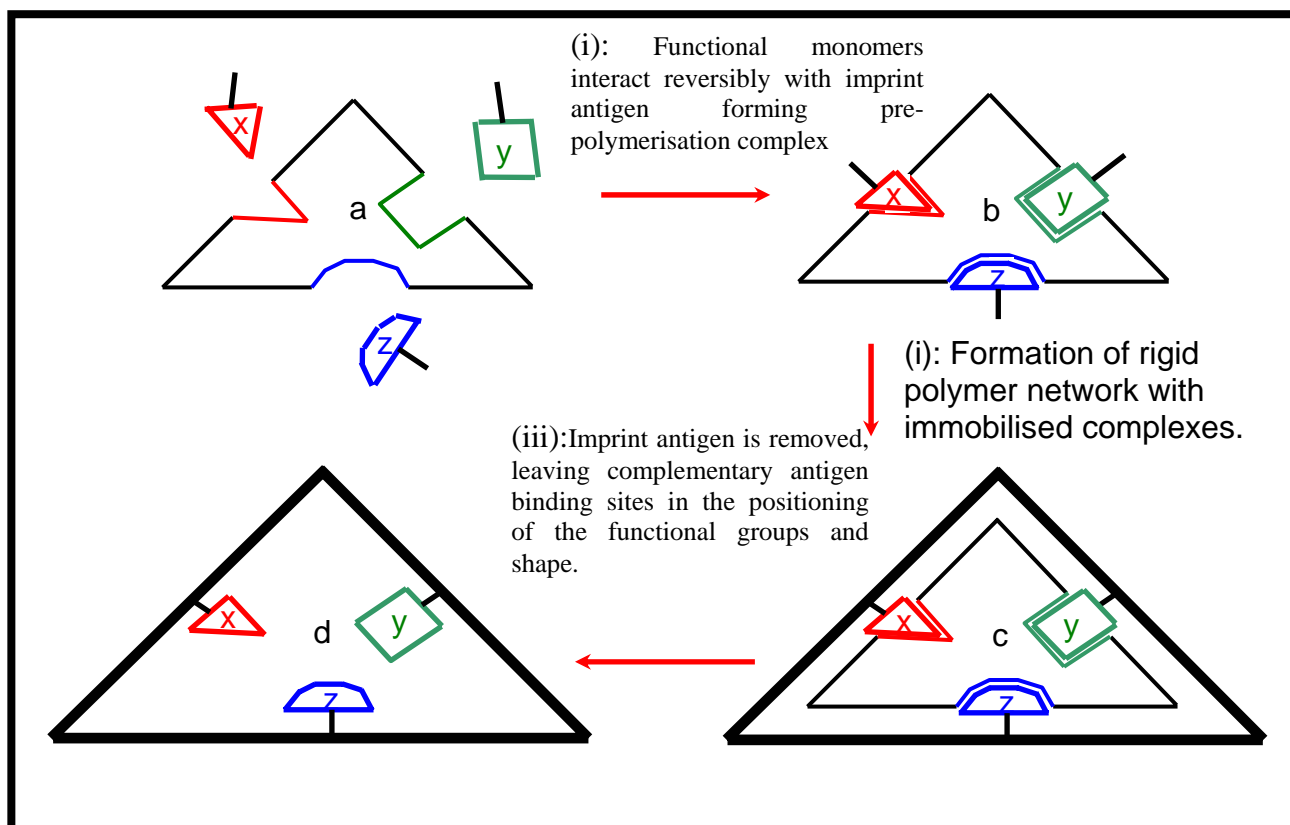 (i): Functional monomers
interact reversibly with imprint
antigen forming pre-
polymerisation complex
x
y
a
z
x
y
b
z
(i): Formation of rigid
polymer network with
immobilised complexes.
(iii):Imprint antigen is removed,
leaving complementary antigen
binding sites in the positioning
of the functional groups and
shape.
x
y
d
z
x
y
c
z